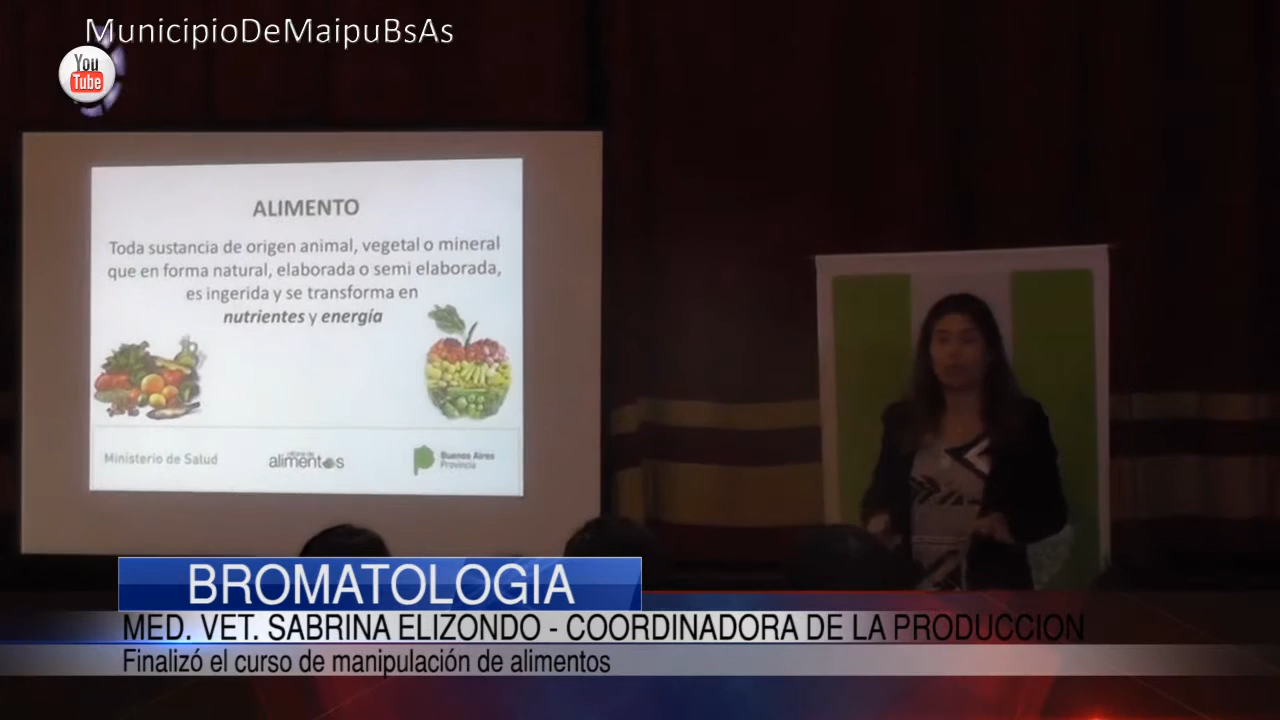 MunicipioDeMaipuBsAs
You
Tube
ALIMENTO
Toda sustancia de origen animal, vegetal o mineral
que en forma natural, elaborada o semi elaborada,
es ingerida y se transforma en
nutrientes y energía
Ministerio de Salud
alimentos
Buenos Aires
Provincia
BROMATOLOGIA
MED. VET. SABRINA ELIZONDO - COORDINADORA DE LA PRODUCCION
Finalizó el curso de manipulación de alimentos